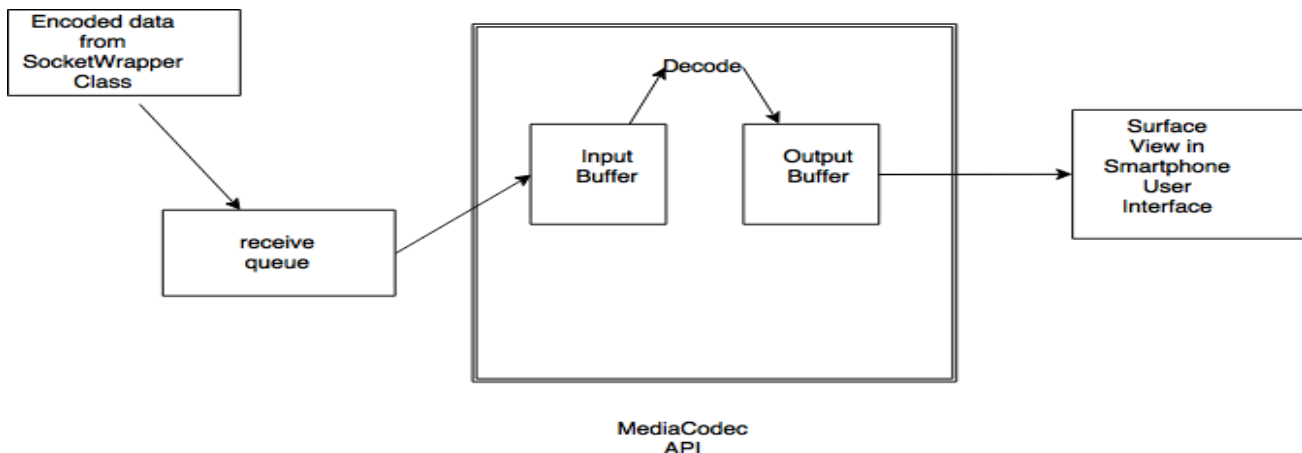 Encoded data
from
SocketWrapper
Class
receive
queue
Decode
Input
Buffer
Output
Buffer
Surface
View in
Smartphone
User
Interface
MediaCodec
API